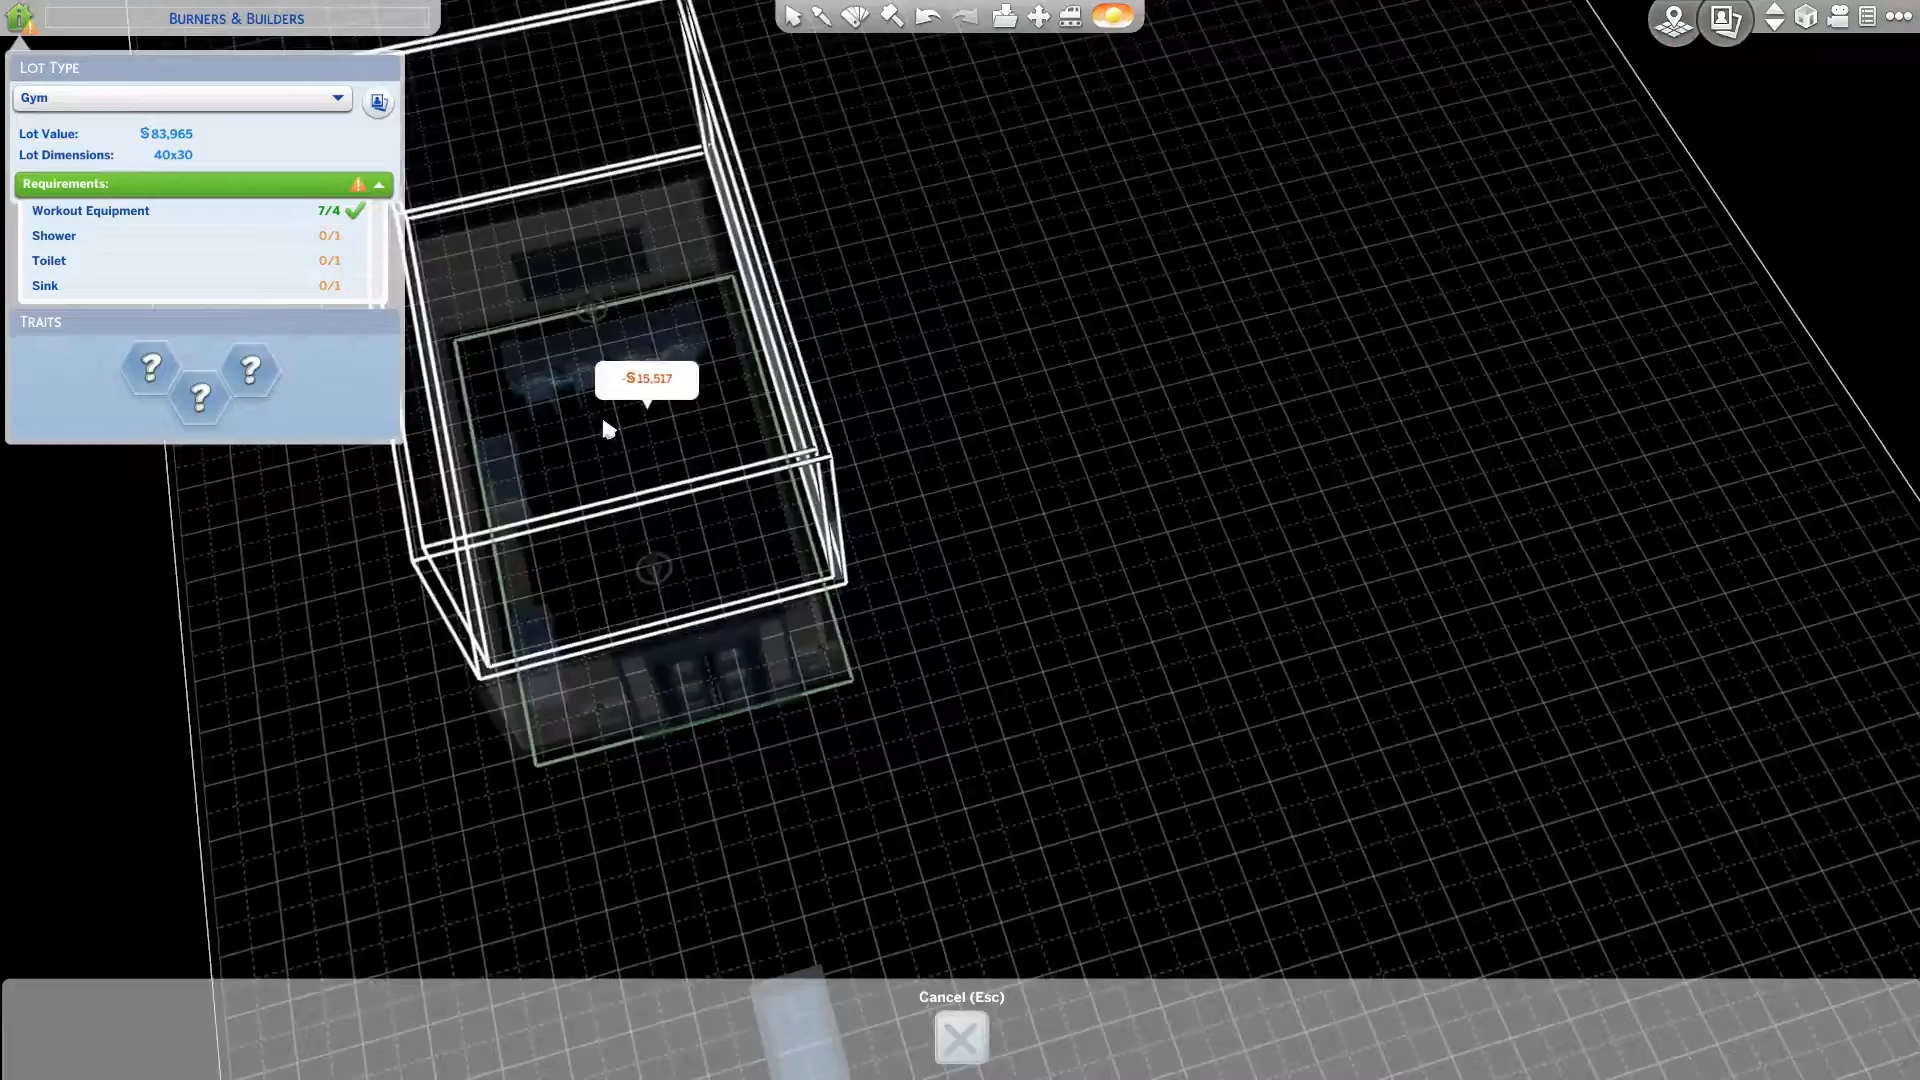 Burners & Builders
Lot Type
Gym
Lot Value: §83,965
Lot Dimensions: 40x30
Requirements:
Workout Equipment 7/4
Shower 0/1
Toilet 0/1
Sink 0/1
Traits
? ? ?
-§15,517
Cancel (Esc)